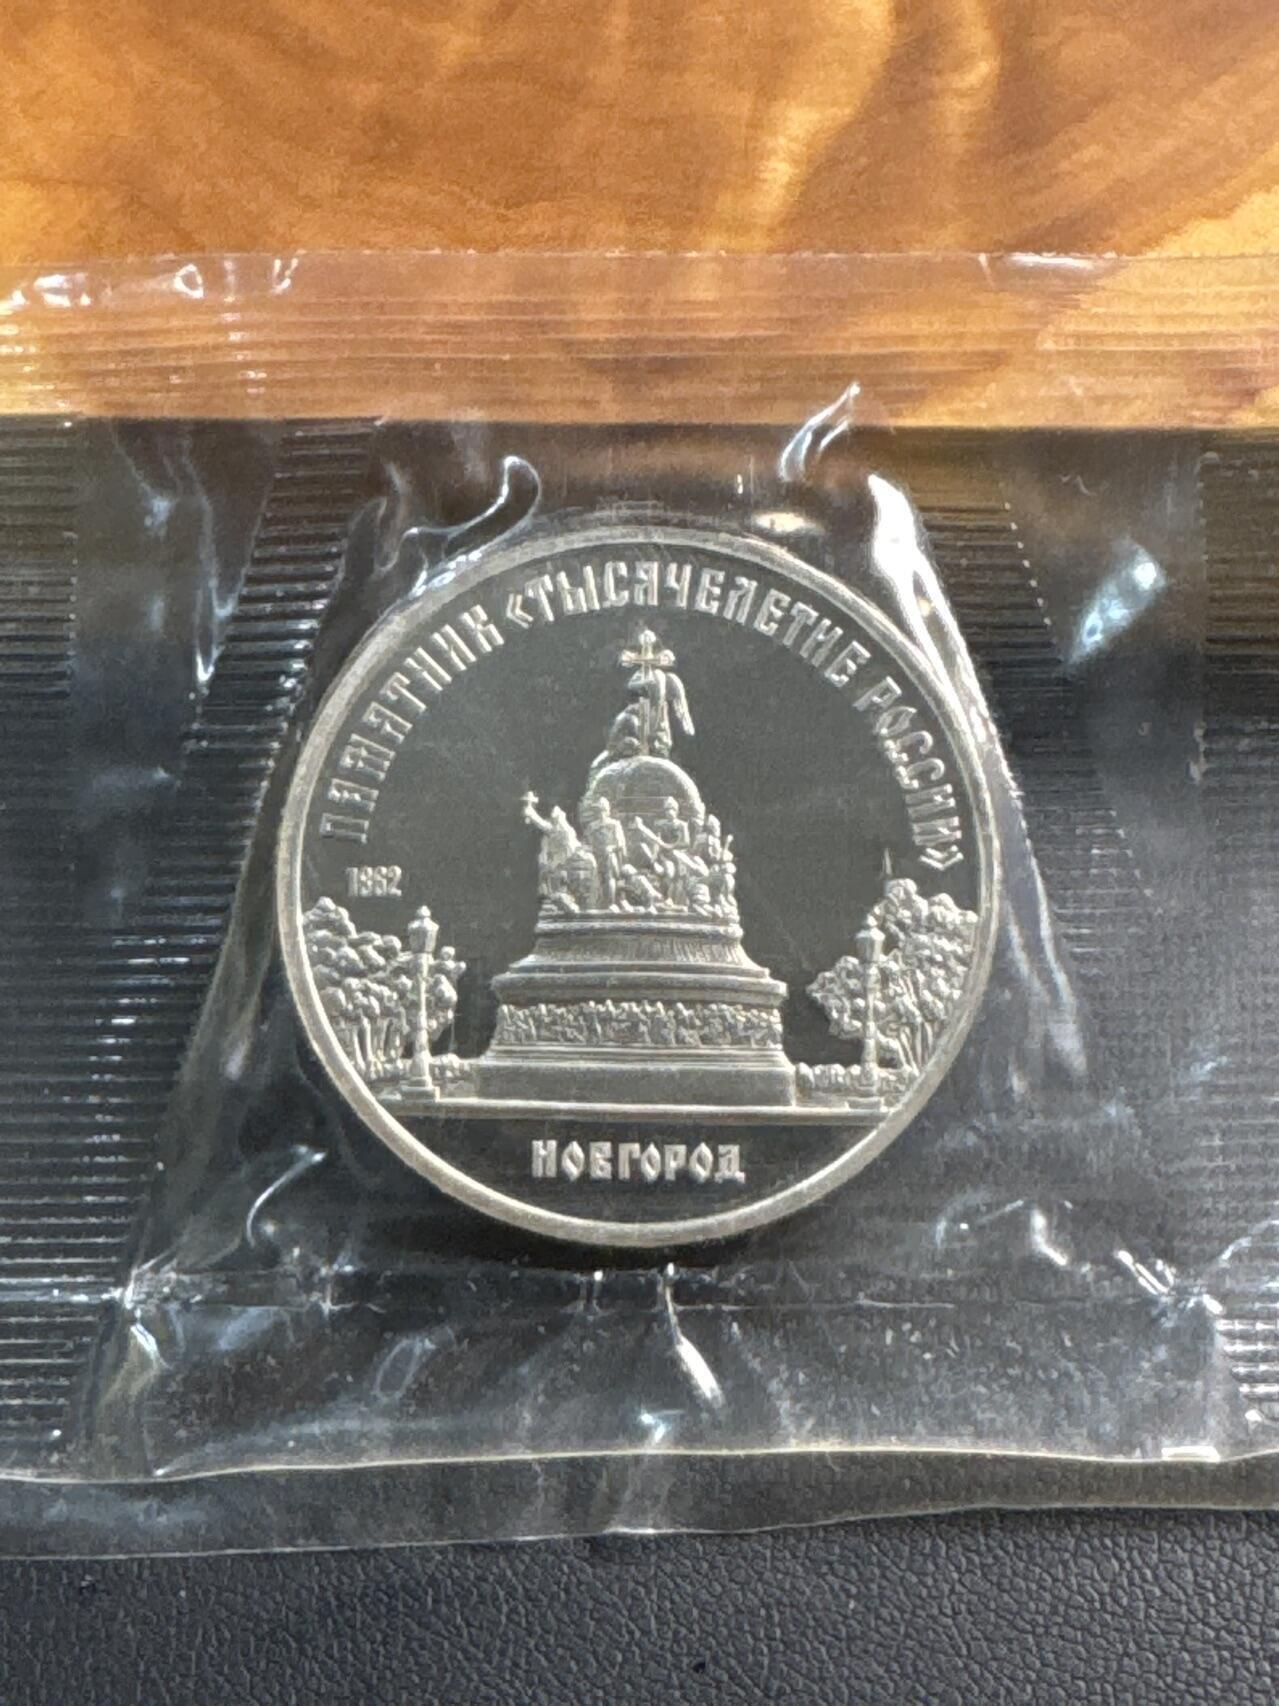 ПАМЯТНИК «ТЫСЯЧЕЛЕТИЕ РОССИИ»
1862
НОВГОРОД